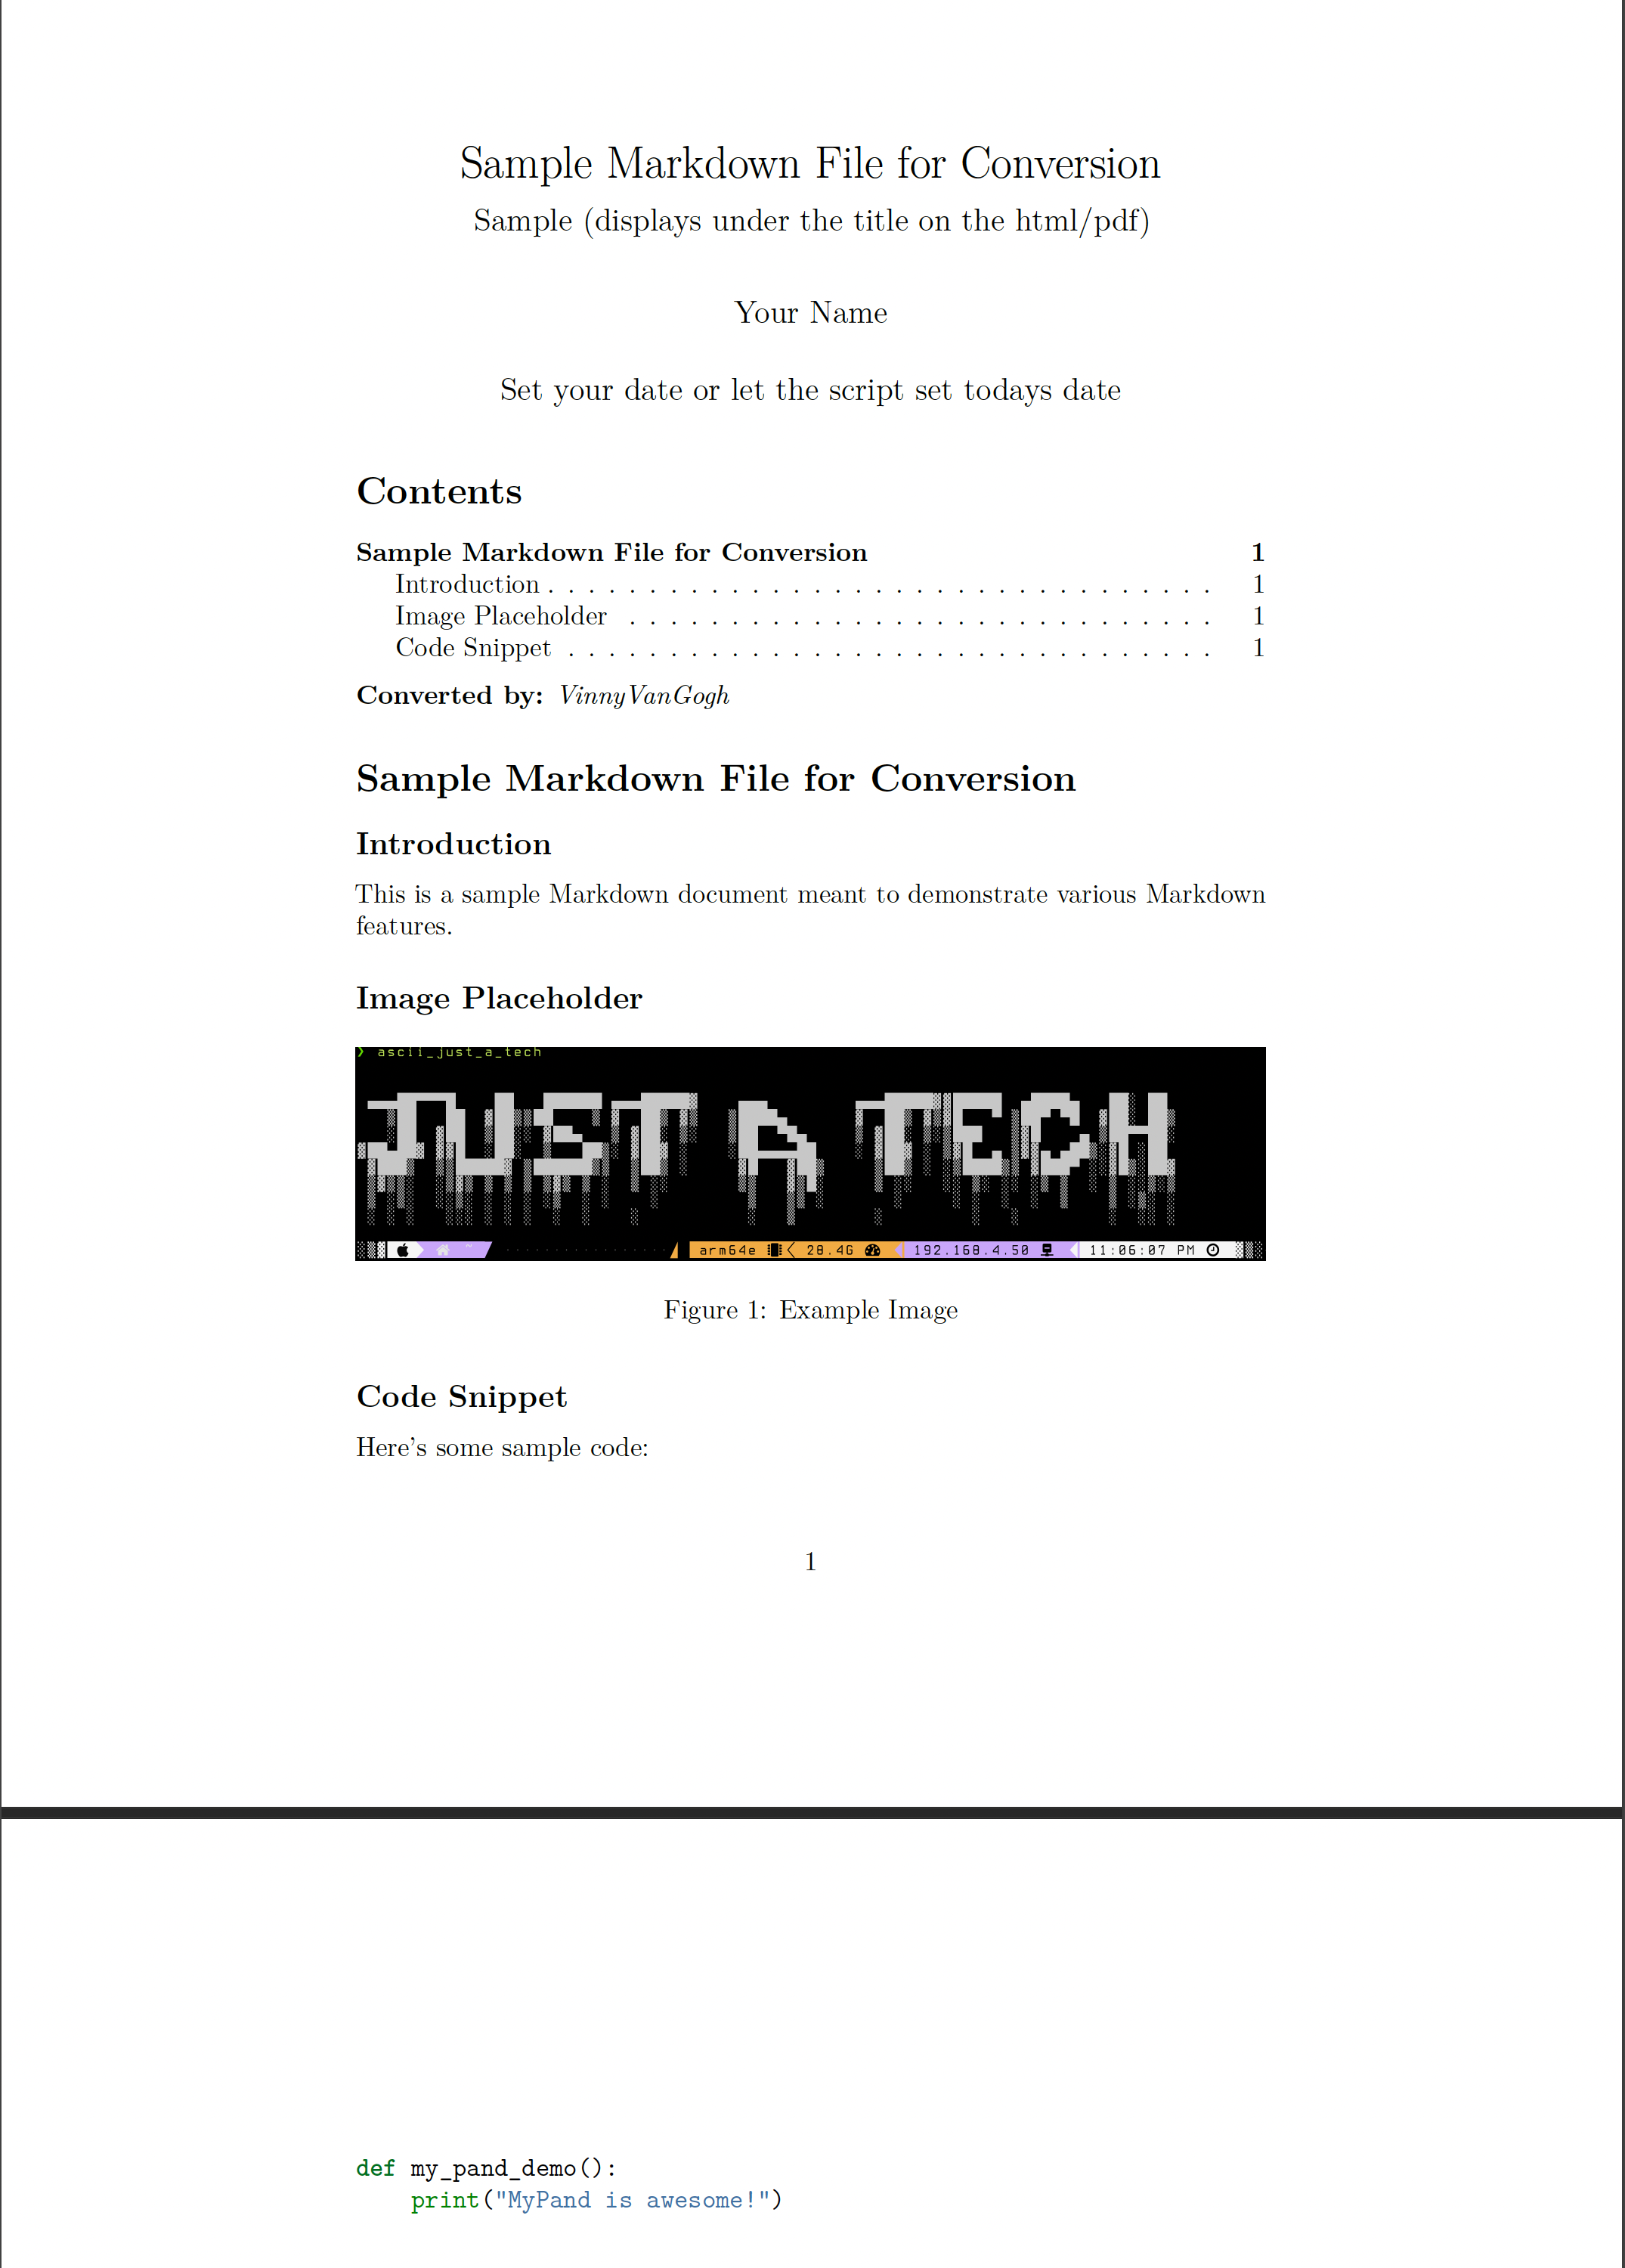 Sample Markdown File for Conversion
Sample (displays under the title on the html/pdf)
Your Name
Set your date or let the script set todays date
Contents
Sample Markdown File for Conversion 1
Introduction . . . . . . . . . . . . . . . . . . . . . . . . . . . . . . . . . 1
Image Placeholder . . . . . . . . . . . . . . . . . . . . . . . . . . . . . 1
Code Snippet . . . . . . . . . . . . . . . . . . . . . . . . . . . . . . . . 1
Converted by: VinnyVanGogh
Sample Markdown File for Conversion
Introduction
This is a sample Markdown document meant to demonstrate various Markdown
features.
Image Placeholder
❯ ascii_just_a_tech
JUST A TECH
~ arm64e 28.4G 192.168.4.50 11:06:07 PM
Figure 1: Example Image
Code Snippet
Here's some sample code:
1
def my_pand_demo():
    print("MyPand is awesome!")